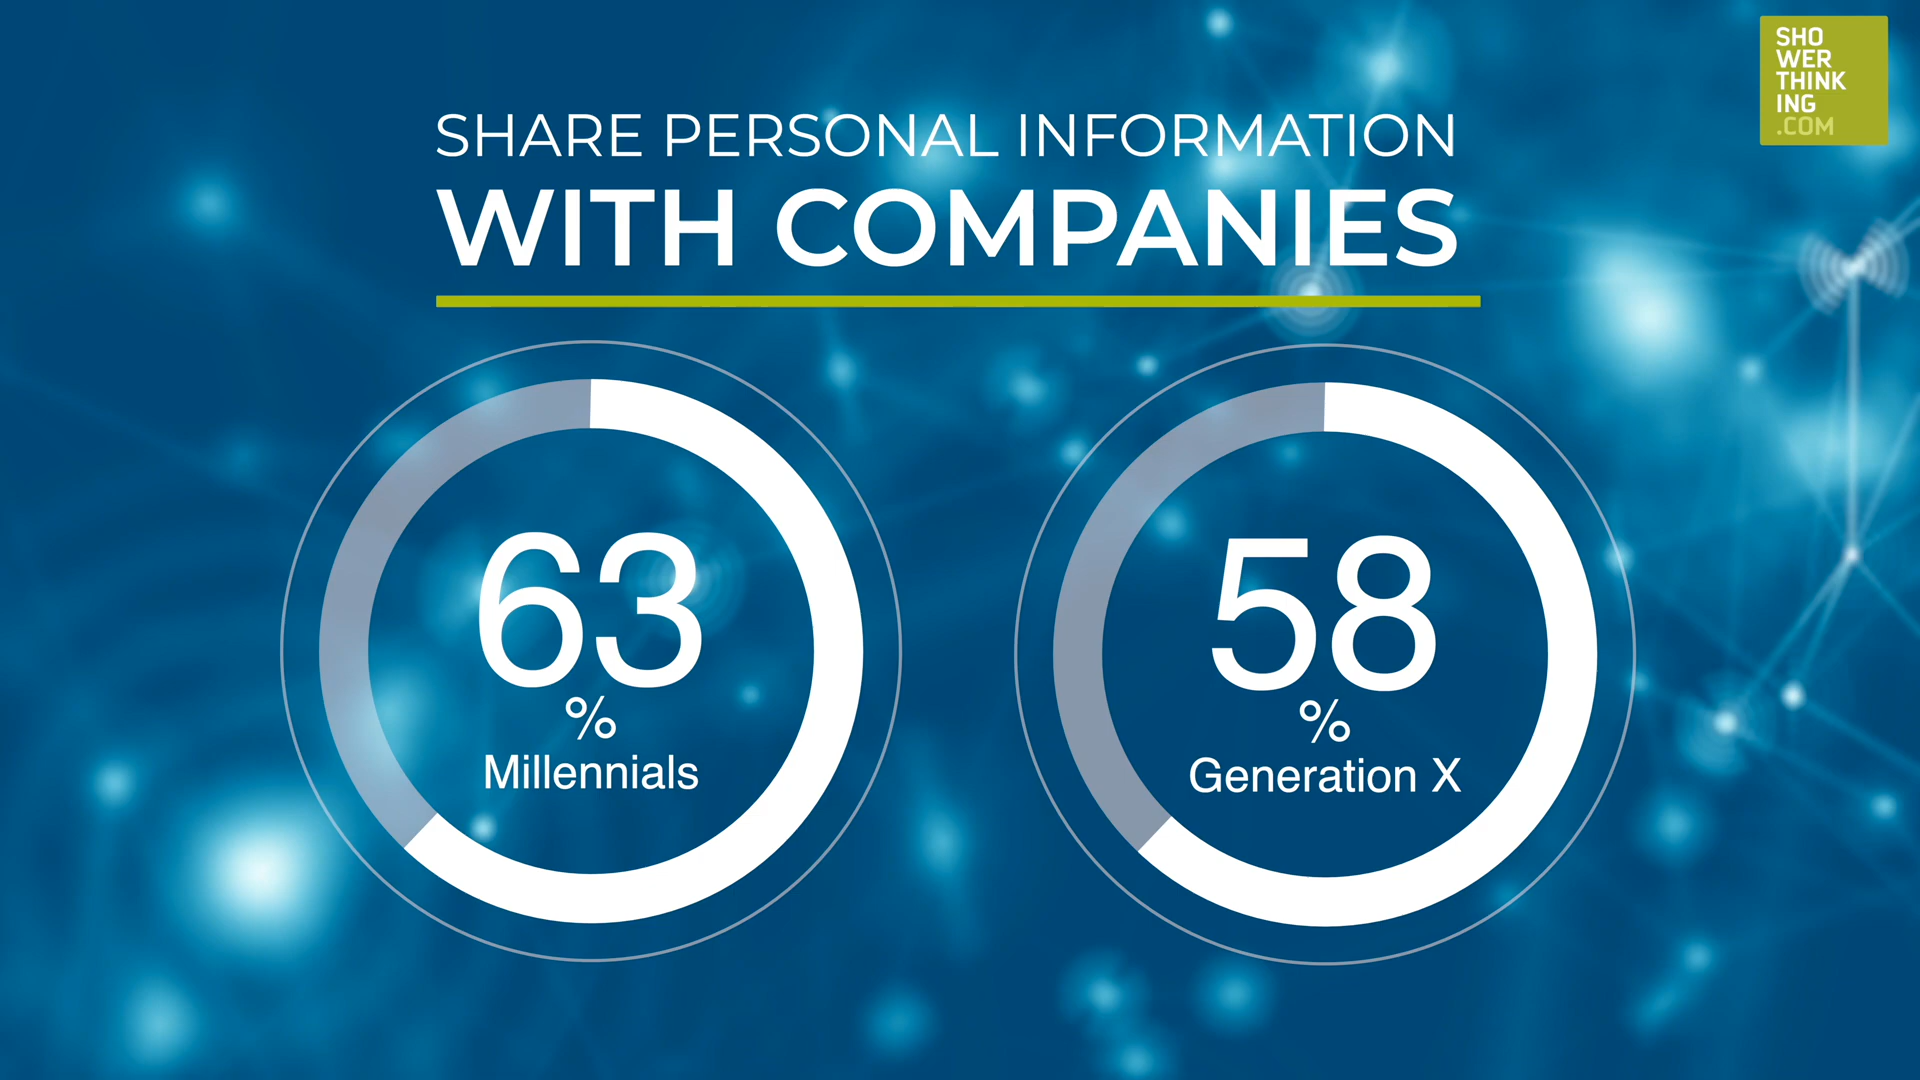 SHARE PERSONAL INFORMATION
WITH COMPANIES
SHO
WER
THINK
ING
.COM
63
%
Millennials
58
%
Generation X